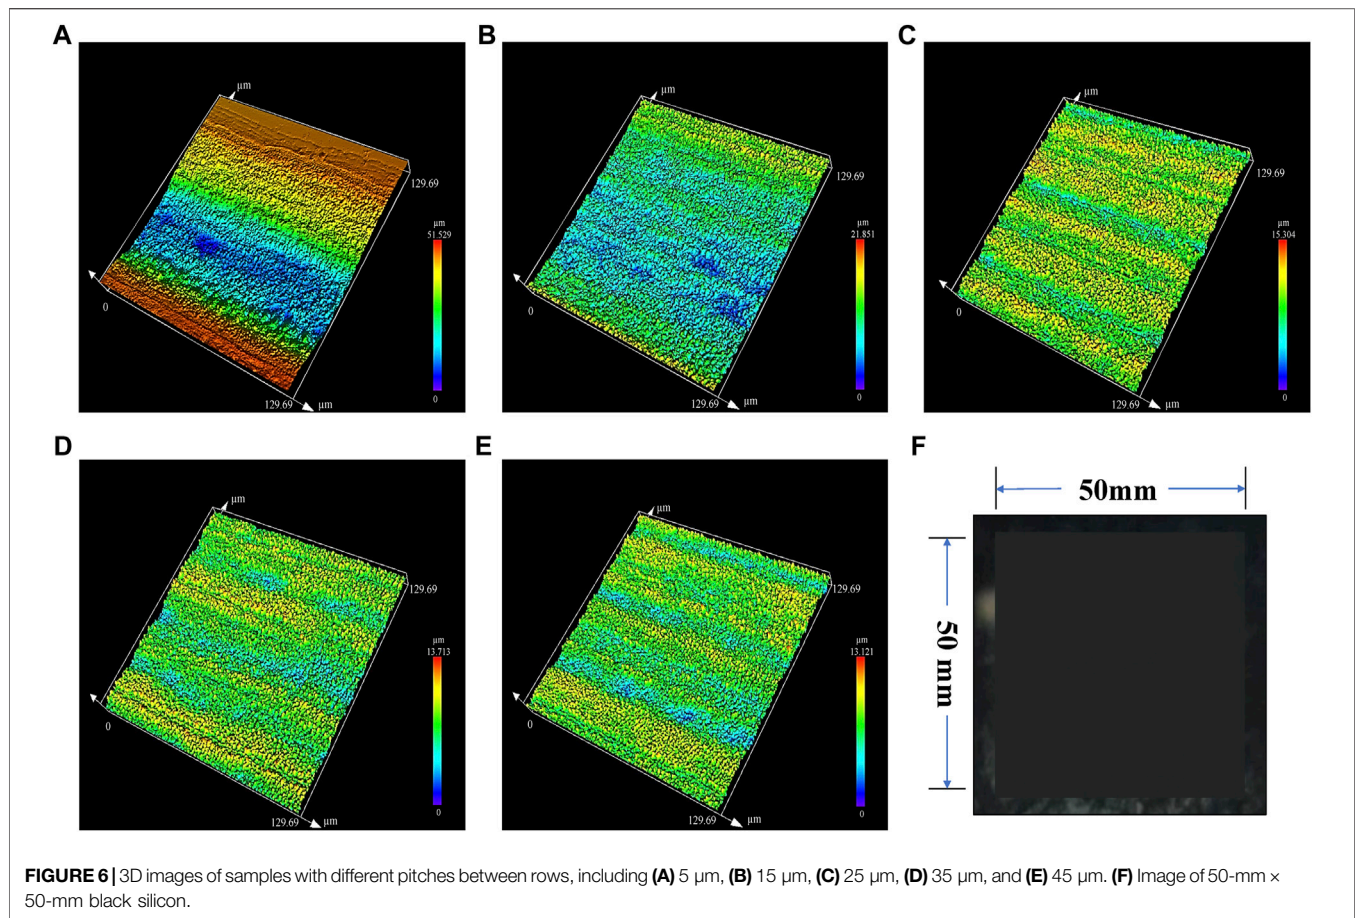 A
B
C
µm
129.69
µm
51.529
0
0
129.69
µm
µm
129.69
µm
21.851
0
0
129.69
µm
µm
129.69
µm
15.304
0
0
129.69
µm
D
E
F
µm
129.69
µm
13.713
0
0
129.69
µm
µm
129.69
µm
13.121
0
0
129.69
µm
50mm
50 mm
FIGURE 6 | 3D images of samples with different pitches between rows, including (A) 5 µm, (B) 15 µm, (C) 25 µm, (D) 35 µm, and (E) 45 µm. (F) Image of 50-mm ×
50-mm black silicon.